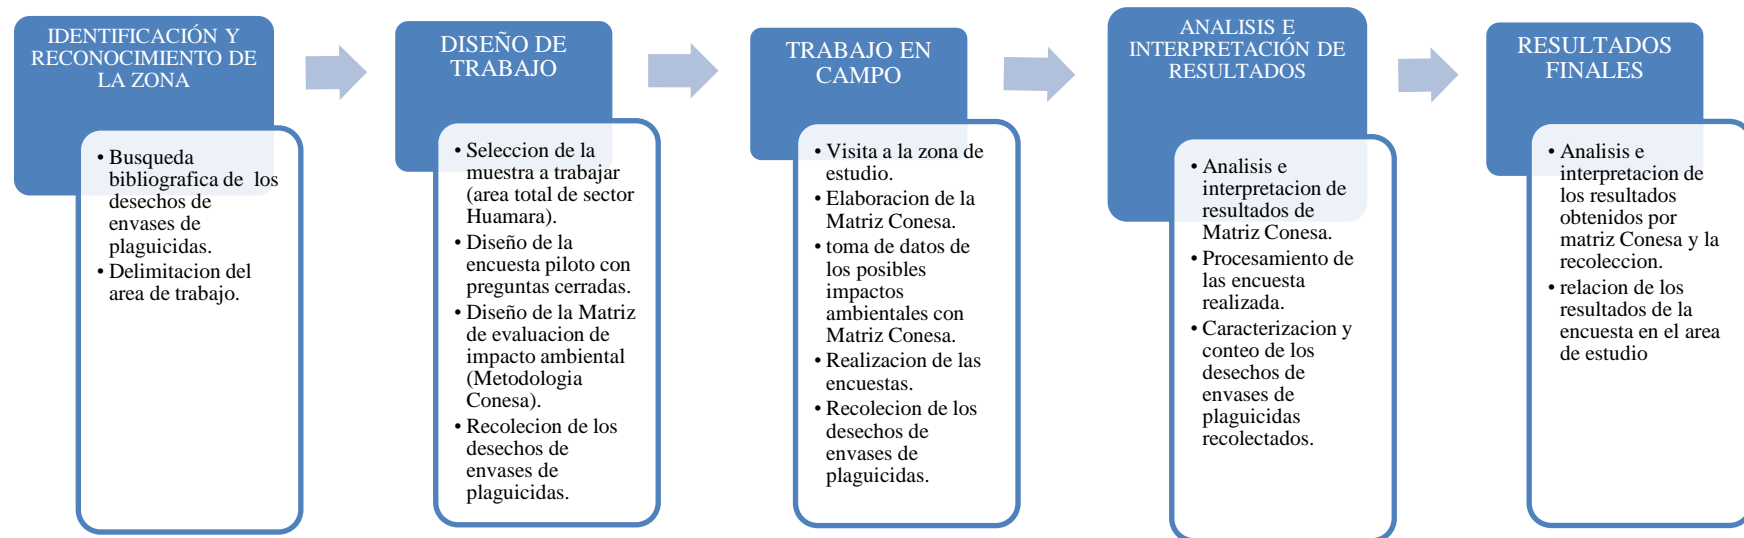 IDENTIFICACIÓN Y
RECONOCIMIENTO DE
LA ZONA
• Busqueda
bibliografica de los
desechos de
envases de
plaguicidas.
• Delimitacion del
area de trabajo.
DISEÑO DE
TRABAJO
• Seleccion de la
muestra a trabajar
(area total de sector
Huamara).
• Diseño de la
encuesta piloto con
preguntas cerradas.
• Diseño de la Matriz
de evaluacion de
impacto ambiental
(Metodologia
Conesa).
• Recolecion de los
desechos de
envases de
plaguicidas.
TRABAJO EN
CAMPO
• Visita a la zona de
estudio.
• Elaboracion de la
Matriz Conesa.
• toma de datos de
los posibles
impactos
ambientales con
Matriz Conesa.
• Realizacion de las
encuestas.
• Recolecion de los
desechos de
envases de
plaguicidas.
ANALISIS E
INTERPRETACIÓN DE
RESULTADOS
• Analisis e
interpretacion de
resultados de
Matriz Conesa.
• Procesamiento de
las encuesta
realizada.
• Caracterizacion y
conteo de los
desechos de
envases de
plaguicidas
recolectados.
RESULTADOS
FINALES
• Analisis e
interpretacion de
los resultados
obtenidos por
matriz Conesa y la
recoleccion.
• relacion de los
resultados de la
encuesta en el area
de estudio